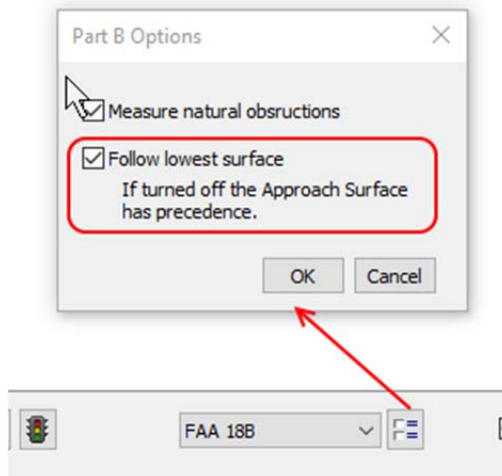 Part B Options
Measure natural obsructions
Follow lowest surface
If turned off the Approach Surface
has precedence.
OK Cancel
FAA 18B